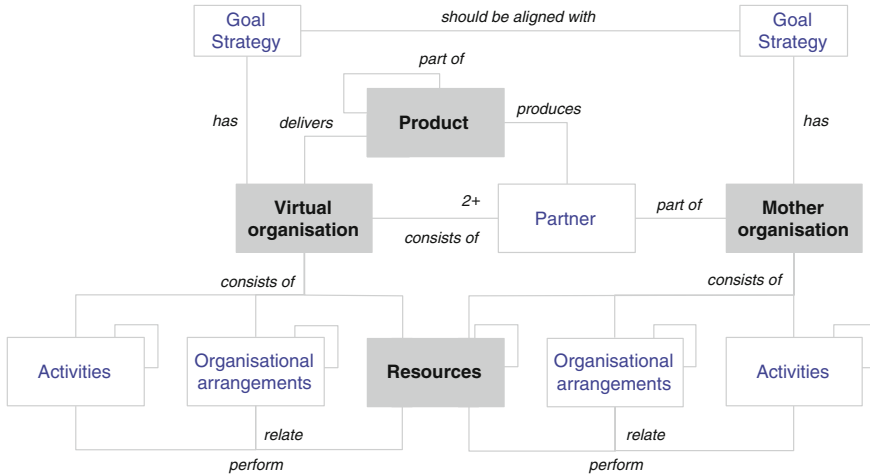 should be aligned with
Goal
Strategy
Goal
Strategy
part of
has
delivers
Product
produces
has
Virtual
organisation
2+
consists of
Partner
part of
Mother
organisation
consists of
consists of
Activities
Organisational
arrangements
Resources
Organisational
arrangements
Activities
relate
perform
relate
perform